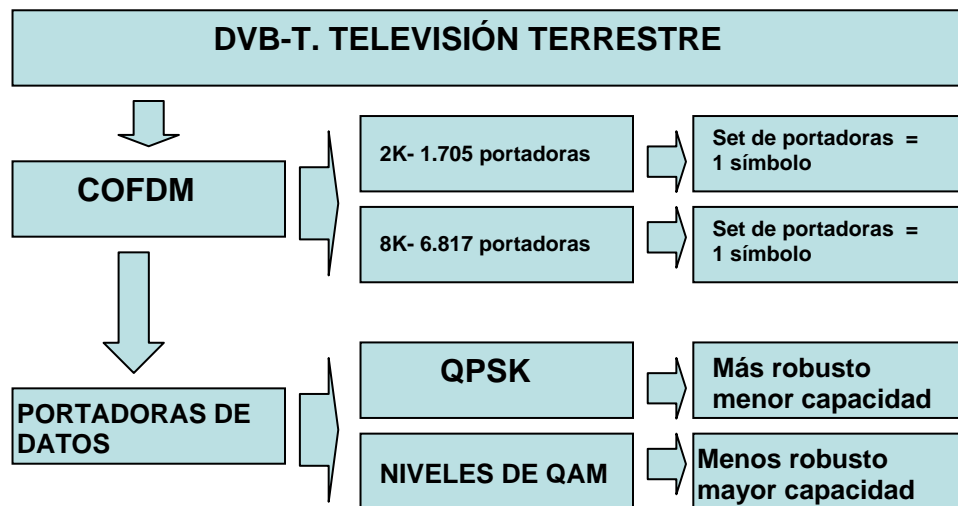 DVB-T. TELEVISIÓN TERRESTRE
COFDM
2K- 1.705 portadoras
Set de portadoras =
1 símbolo
8K- 6.817 portadoras
Set de portadoras =
1 símbolo
PORTADORAS DE
DATOS
QPSK
Más robusto
menor capacidad
NIVELES DE QAM
Menos robusto
mayor capacidad